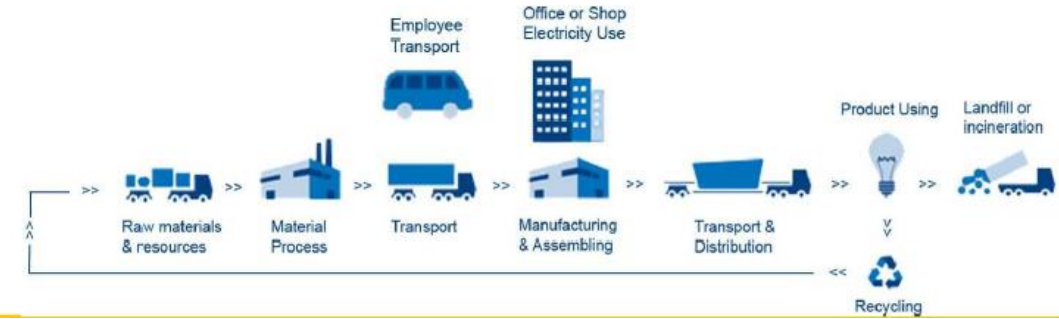 Employee
Transport
Office or Shop
Electricity Use
Product Using
Landfill or
incineration
>> >> >> >> >> >> >>
Raw materials
& resources
Material
Process
Transport
Manufacturing
& Assembling
Transport &
Distribution
<<
Recycling